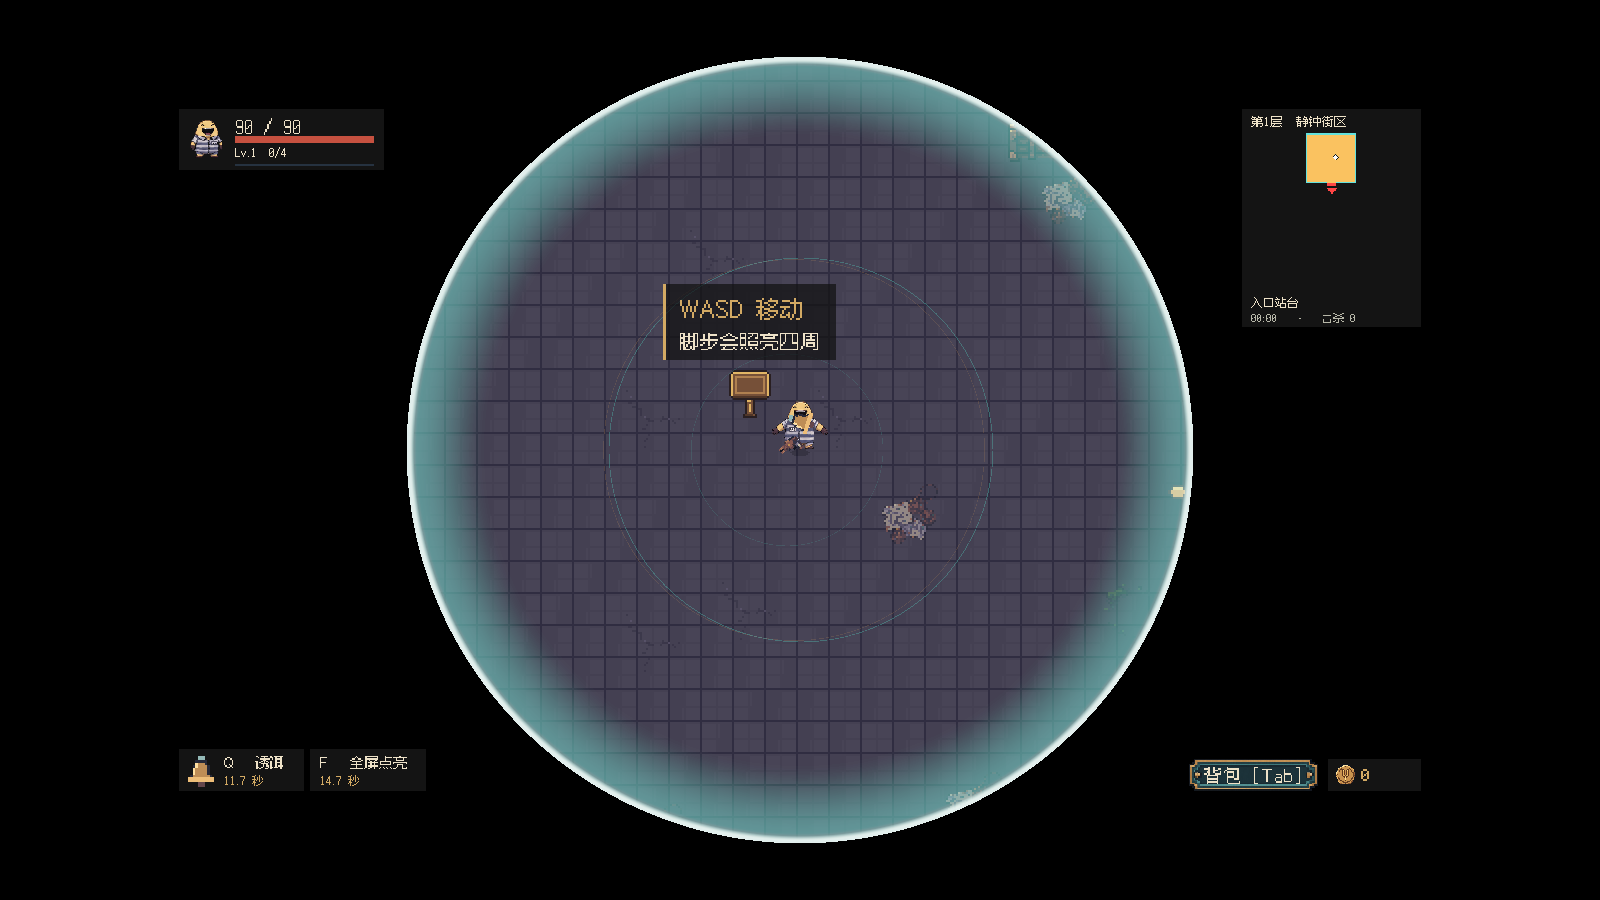 90 / 90
Lv.1 0/4
第1层 静钟街区
WASD 移动
脚步会照亮四周
入口站台
00:00 - 已杀 0
Q 诱饵
11.7 秒
F 全屏点亮
14.7 秒
背包 [Tab]
0